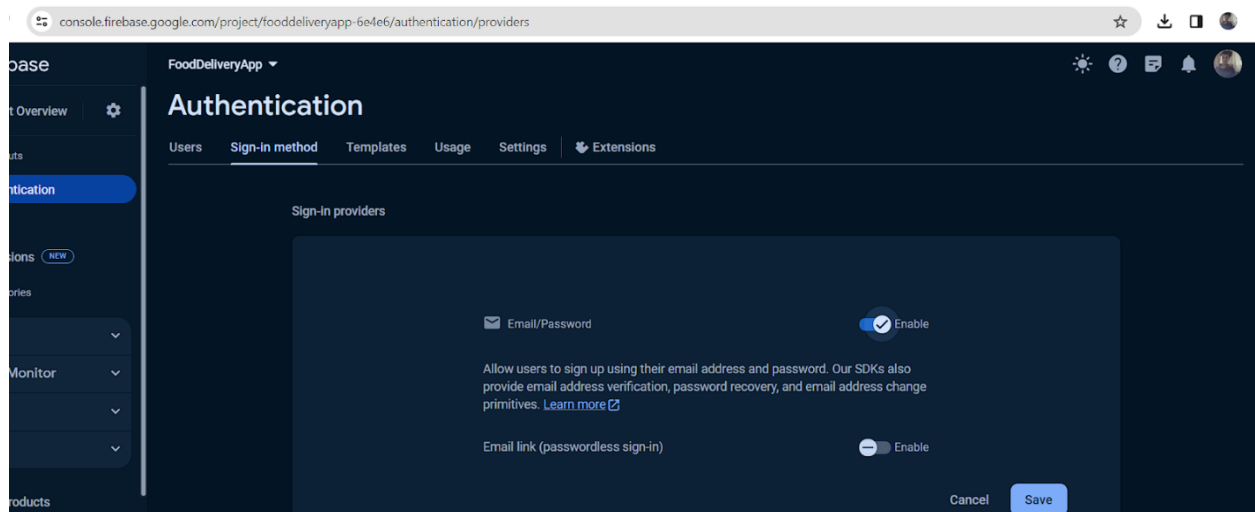 console.firebase.google.com/project/fooddeliveryapp-6e4e6/authentication/providers
base
FoodDeliveryApp
t Overview
Authentication
Users Sign-in method Templates Usage Settings Extensions
uts
ntication
Sign-in providers
sions NEW
ories
Email/Password Enable
Monitor
Allow users to sign up using their email address and password. Our SDKs also
provide email address verification, password recovery, and email address change
primitives. Learn more
Email link (passwordless sign-in) Enable
roducts
Cancel Save